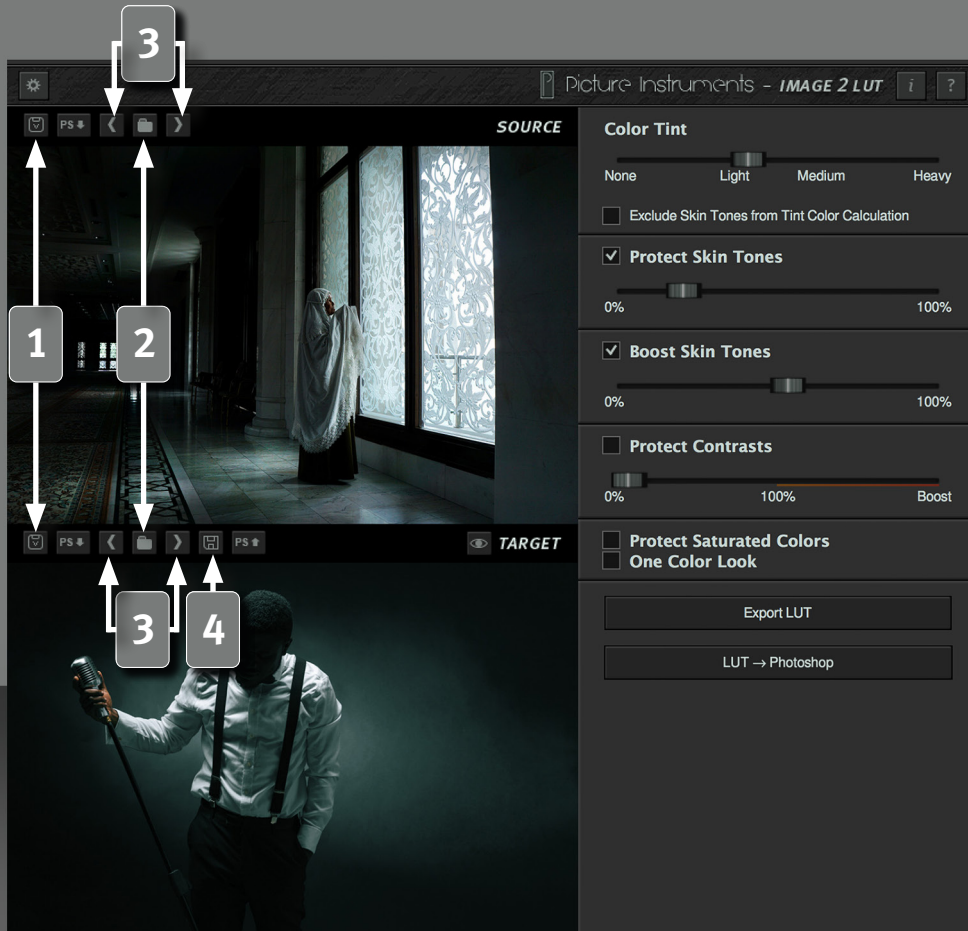 3
Picture Instruments - IMAGE 2 LUT i ?
PS SOURCE
Color Tint
None Light Medium Heavy
Exclude Skin Tones from Tint Color Calculation
Protect Skin Tones
0% 100%
1 2
Boost Skin Tones
0% 100%
Protect Contrasts
0% 100% Boost
PS PS TARGET
Protect Saturated Colors
One Color Look
3 4
Export LUT
LUT → Photoshop